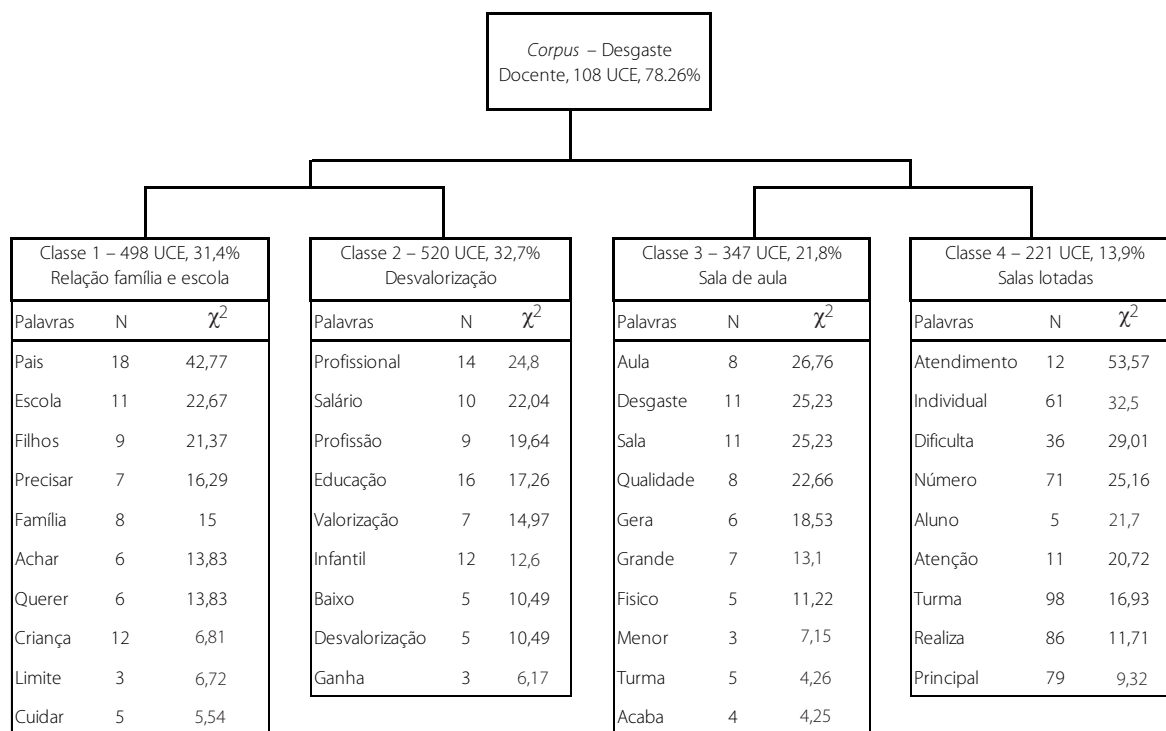 Corpus – Desgaste
Docente, 108 UCE, 78.26%
Classe 1 – 498 UCE, 31,4%
Relação família e escola
Palavras N χ²
Pais 18 42,77
Escola 11 22,67
Filhos 9 21,37
Precisar 7 16,29
Família 8 15
Achar 6 13,83
Querer 6 13,83
Criança 12 6,81
Limite 3 6,72
Cuidar 5 5,54
Classe 2 – 520 UCE, 32,7%
Desvalorização
Palavras N χ²
Profissional 14 24,8
Salário 10 22,04
Profissão 9 19,64
Educação 16 17,26
Valorização 7 14,97
Infantil 12 12,6
Baixo 5 10,49
Desvalorização 5 10,49
Ganha 3 6,17
Classe 3 – 347 UCE, 21,8%
Sala de aula
Palavras N χ²
Aula 8 26,76
Desgaste 11 25,23
Sala 11 25,23
Qualidade 8 22,66
Gera 6 18,53
Grande 7 13,1
Fisico 5 11,22
Menor 3 7,15
Turma 5 4,26
Acaba 4 4,25
Classe 4 – 221 UCE, 13,9%
Salas lotadas
Palavras N χ²
Atendimento 12 53,57
Individual 61 32,5
Dificulta 36 29,01
Número 71 25,16
Aluno 5 21,7
Atenção 11 20,72
Turma 98 16,93
Realiza 86 11,71
Principal 79 9,32